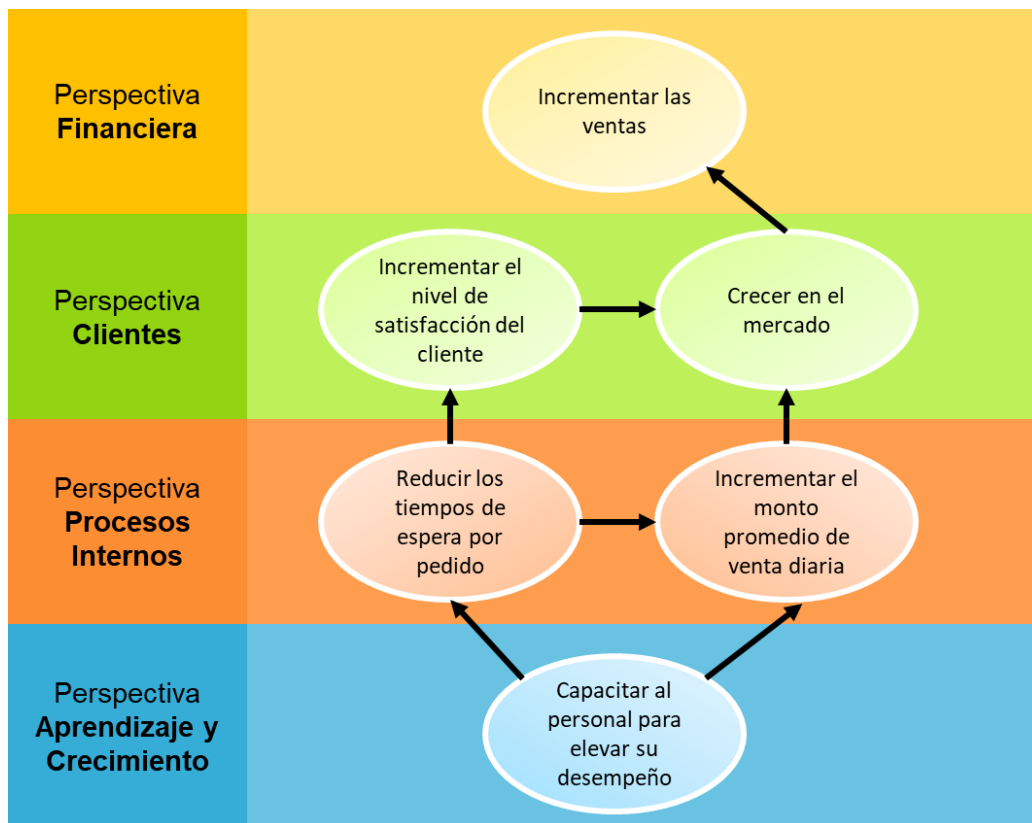 Perspectiva
Financiera
Incrementar las
ventas
Perspectiva
Clientes
Incrementar el
nivel de
satisfacción del
cliente
Crecer en el
mercado
Perspectiva
Procesos
Internos
Reducir los
tiempos de
espera por
pedido
Incrementar el
monto
promedio de
venta diaria
Perspectiva
Aprendizaje y
Crecimiento
Capacitar al
personal para
elevar su
desempeño